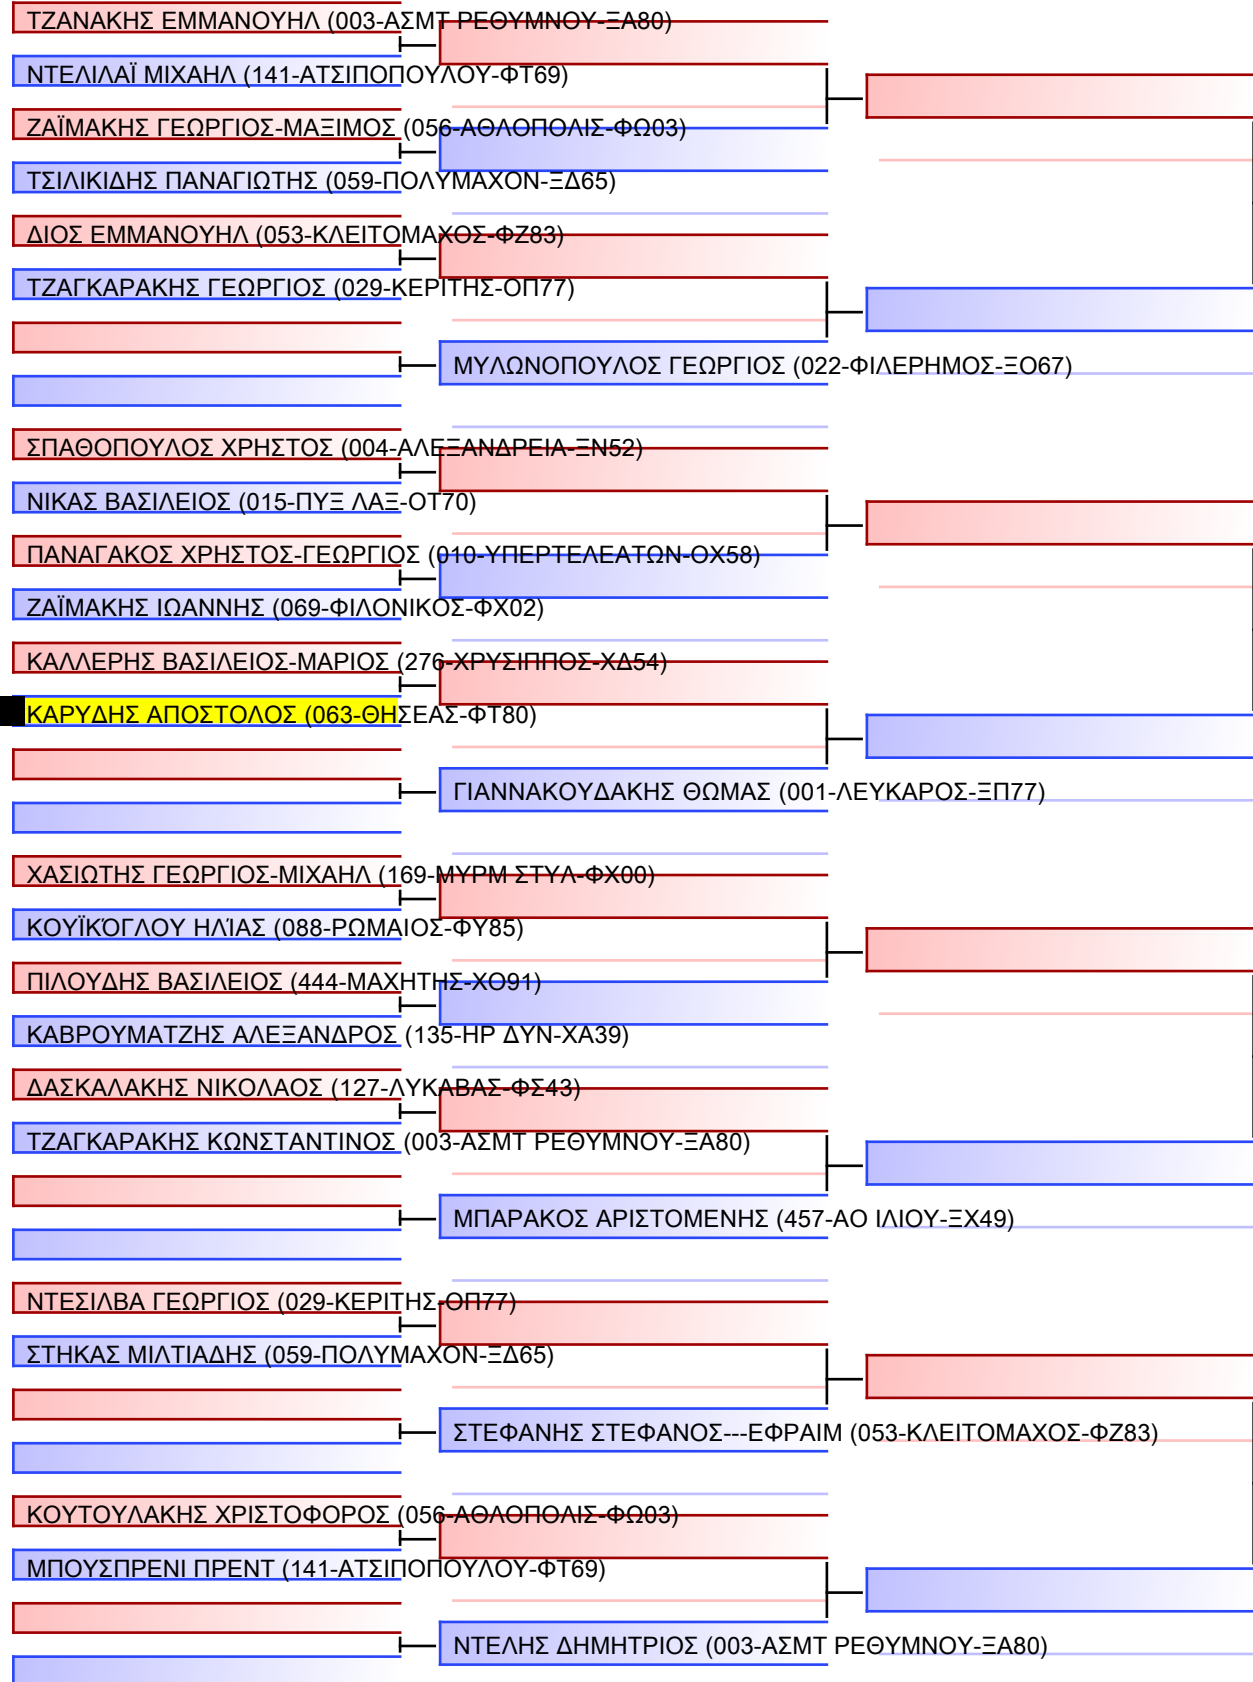 ΤΖΑΝΑΚΗΣ ΕΜΜΑΝΟΥΗΛ (003-ΑΣΜΤ ΡΕΘΥΜΝΟΥ-ΞΑ80)
ΝΤΕΛΙΛΑΪ ΜΙΧΑΗΛ (141-ΑΤΣΙΠΟΠΟΥΛΟΥ-ΦΤ69)
ΖΑΪΜΑΚΗΣ ΓΕΩΡΓΙΟΣ-ΜΑΞΙΜΟΣ (056-ΑΘΛΟΠΟΛΙΣ-ΦΩ03)
ΤΣΙΛΙΚΙΔΗΣ ΠΑΝΑΓΙΩΤΗΣ (059-ΠΟΛΥΜΑΧΟΝ-ΞΔ65)
ΔΙΟΣ ΕΜΜΑΝΟΥΗΛ (053-ΚΛΕΙΤΟΜΑΧΟΣ-ΦΖ83)
ΤΖΑΓΚΑΡΑΚΗΣ ΓΕΩΡΓΙΟΣ (029-ΚΕΡΙΤΗΣ-ΟΠ77)
ΜΥΛΩΝΟΠΟΥΛΟΣ ΓΕΩΡΓΙΟΣ (022-ΦΙΛΕΡΗΜΟΣ-ΞΟ67)
ΣΠΑΘΟΠΟΥΛΟΣ ΧΡΗΣΤΟΣ (004-ΑΛΕΞΑΝΔΡΕΙΑ-ΞΝ52)
ΝΙΚΑΣ ΒΑΣΙΛΕΙΟΣ (015-ΠΥΞ ΛΑΞ-ΟΤ70)
ΠΑΝΑΓΑΚΟΣ ΧΡΗΣΤΟΣ-ΓΕΩΡΓΙΟΣ (010-ΥΠΕΡΤΕΛΕΑΤΩΝ-ΟΧ58)
ΖΑΪΜΑΚΗΣ ΙΩΑΝΝΗΣ (069-ΦΙΛΟΝΙΚΟΣ-ΦΧ02)
ΚΑΛΛΕΡΗΣ ΒΑΣΙΛΕΙΟΣ-ΜΑΡΙΟΣ (276-ΧΡΥΣΙΠΠΟΣ-ΧΔ54)
ΚΑΡΥΔΗΣ ΑΠΟΣΤΟΛΟΣ (063-ΘΗΣΕΑΣ-ΦΤ80)
ΓΙΑΝΝΑΚΟΥΔΑΚΗΣ ΘΩΜΑΣ (001-ΛΕΥΚΑΡΟΣ-ΞΠ77)
ΧΑΣΙΩΤΗΣ ΓΕΩΡΓΙΟΣ-ΜΙΧΑΗΛ (169-ΜΥΡΜ ΣΤΥΛ-ΦΧ00)
ΚΟΥΪΚΌΓΛΟΥ ΗΛΊΑΣ (088-ΡΩΜΑΙΟΣ-ΦΥ85)
ΠΙΛΟΥΔΗΣ ΒΑΣΙΛΕΙΟΣ (444-ΜΑΧΗΤΗΣ-ΧΟ91)
ΚΑΒΡΟΥΜΑΤΖΗΣ ΑΛΕΞΑΝΔΡΟΣ (135-ΗΡ ΔΥΝ-ΧΑ39)
ΔΑΣΚΑΛΑΚΗΣ ΝΙΚΟΛΑΟΣ (127-ΛΥΚΑΒΑΣ-ΦΣ43)
ΤΖΑΓΚΑΡΑΚΗΣ ΚΩΝΣΤΑΝΤΙΝΟΣ (003-ΑΣΜΤ ΡΕΘΥΜΝΟΥ-ΞΑ80)
ΜΠΑΡΑΚΟΣ ΑΡΙΣΤΟΜΕΝΗΣ (457-ΑΟ ΙΛΙΟΥ-ΞΧ49)
ΝΤΕΣΙΛΒΑ ΓΕΩΡΓΙΟΣ (029-ΚΕΡΙΤΗΣ-ΟΠ77)
ΣΤΗΚΑΣ ΜΙΛΤΙΑΔΗΣ (059-ΠΟΛΥΜΑΧΟΝ-ΞΔ65)
ΣΤΕΦΑΝΗΣ ΣΤΕΦΑΝΟΣ---ΕΦΡΑΙΜ (053-ΚΛΕΙΤΟΜΑΧΟΣ-ΦΖ83)
ΚΟΥΤΟΥΛΑΚΗΣ ΧΡΙΣΤΟΦΟΡΟΣ (056-ΑΘΛΟΠΟΛΙΣ-ΦΩ03)
ΜΠΟΥΣΠΡΕΝΙ ΠΡΕΝΤ (141-ΑΤΣΙΠΟΠΟΥΛΟΥ-ΦΤ69)
ΝΤΕΛΗΣ ΔΗΜΗΤΡΙΟΣ (003-ΑΣΜΤ ΡΕΘΥΜΝΟΥ-ΞΑ80)